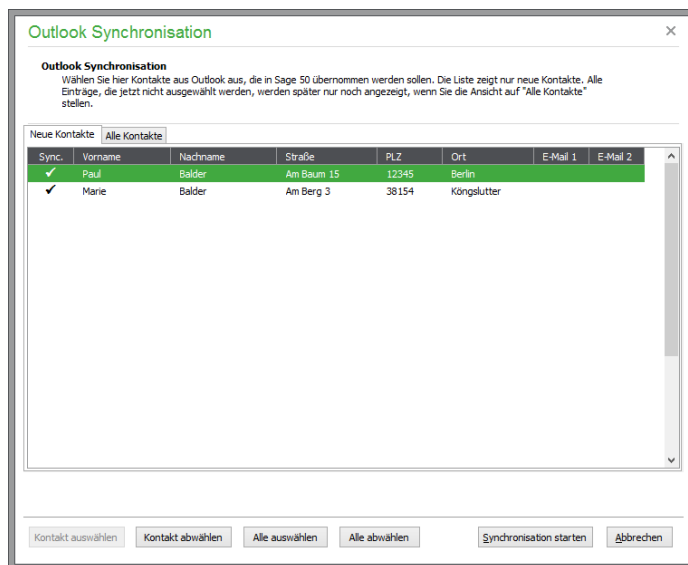 Outlook Synchronisation
Outlook Synchronisation
Wählen Sie hier Kontakte aus Outlook aus, die in Sage 50 übernommen werden sollen. Die Liste zeigt nur neue Kontakte. Alle
Einträge, die jetzt nicht ausgewählt werden, werden später nur noch angezeigt, wenn Sie die Ansicht auf "Alle Kontakte"
stellen.
Neue Kontakte Alle Kontakte
Sync. Vorname Nachname Straße PLZ Ort E-Mail 1 E-Mail 2
Paul Balder Am Baum 15 12345 Berlin
Marie Balder Am Berg 3 38154 Köngslutter
Kontakt auswählen Kontakt abwählen Alle auswählen Alle abwählen Synchronisation starten Abbrechen